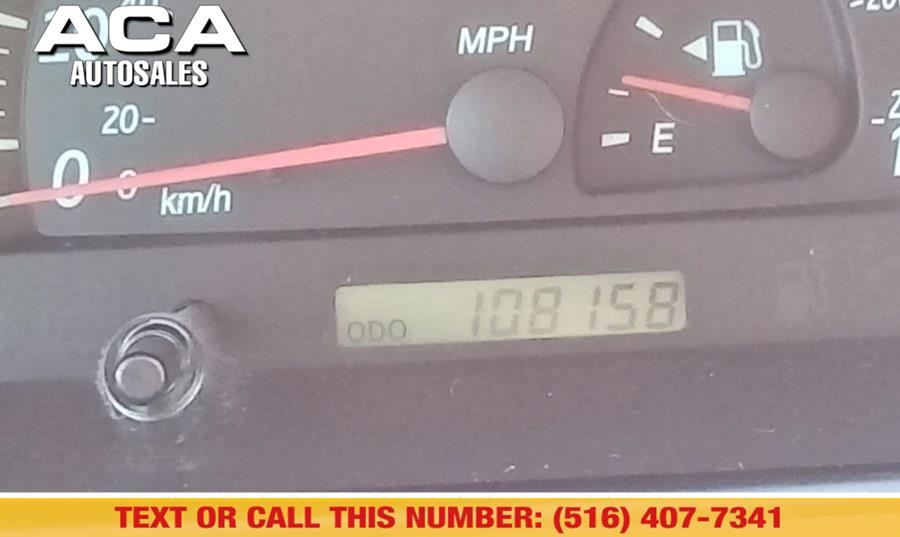 ACA
AUTOSALES
MPH
20-
0 0
km/h
E
ODO 108158
TEXT OR CALL THIS NUMBER: (516) 407-7341